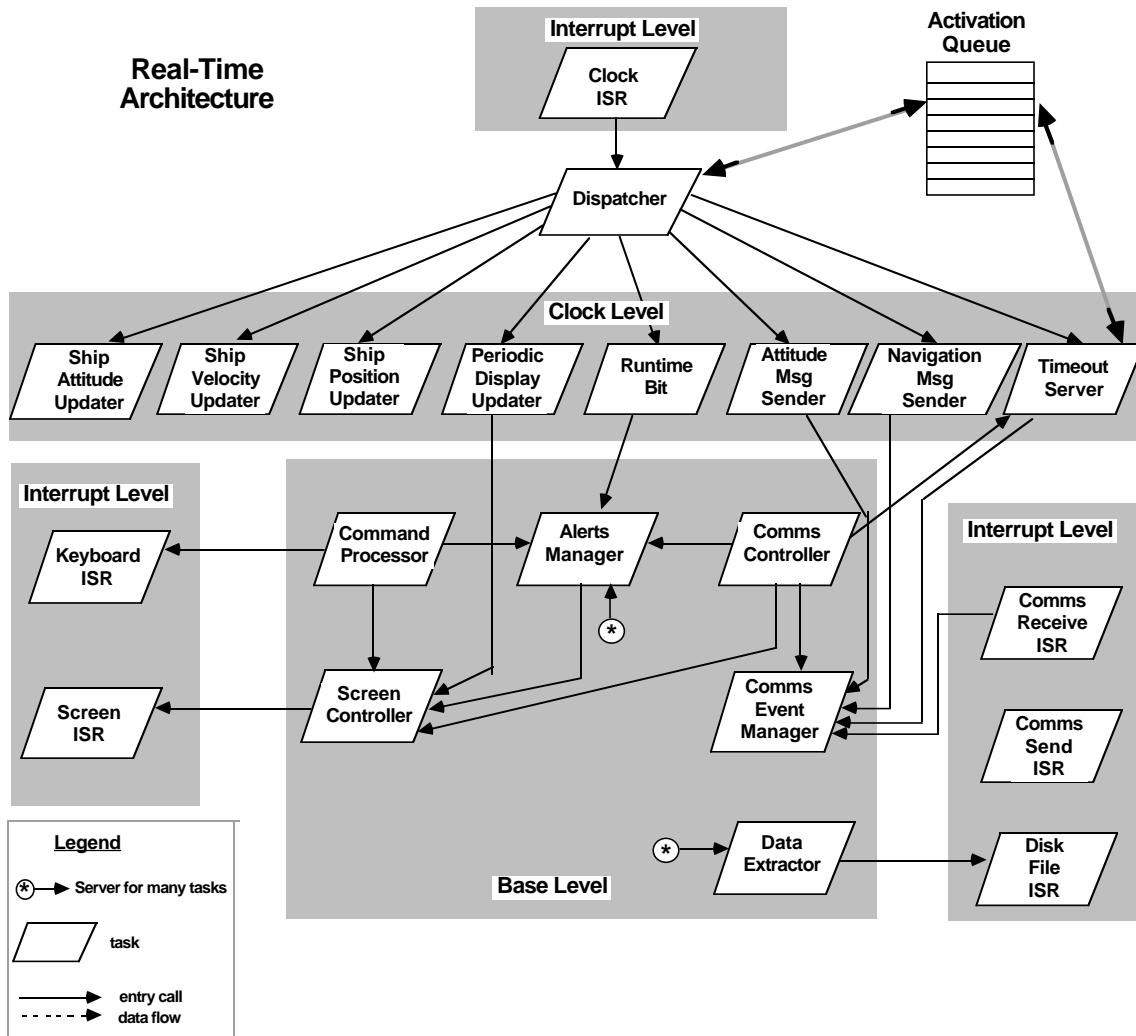 Real-Time
Architecture
Interrupt Level
Clock
ISR
Activation
Queue
Dispatcher
Clock Level
Ship
Attitude
Updater
Ship
Velocity
Updater
Ship
Position
Updater
Periodic
Display
Updater
Runtime
Bit
Attitude
Msg
Sender
Navigation
Msg
Sender
Timeout
Server
Interrupt Level
Keyboard
ISR
Screen
ISR
Command
Processor
Alerts
Manager
Comms
Controller
*
Screen
Controller
Comms
Event
Manager
*
Data
Extractor
Base Level
Interrupt Level
Comms
Receive
ISR
Comms
Send
ISR
Disk
File
ISR
Legend
* Server for many tasks
task
entry call
data flow